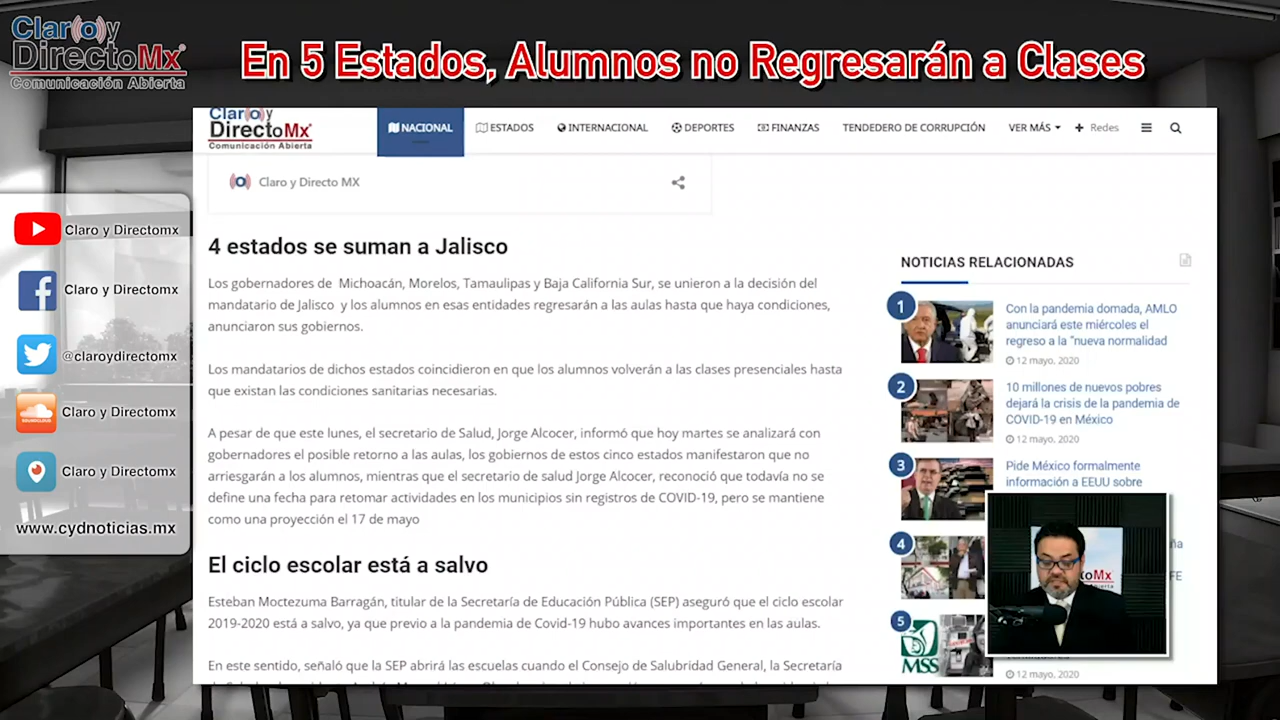 Claro y
DirectoMx
Comunicación Abierta
En 5 Estados, Alumnos no Regresarán a Clases
Claro y
DirectoMx
Comunicación Abierta
NACIONAL
ESTADOS
INTERNACIONAL
DEPORTES
FINANZAS
TENDEDERO DE CORRUPCIÓN
VER MÁS
Redes
Claro y Directo MX
4 estados se suman a Jalisco
Los gobernadores de Michoacán, Morelos, Tamaulipas y Baja California Sur, se unieron a la decisión del
mandatario de Jalisco y los alumnos en esas entidades regresarán a las aulas hasta que haya condiciones,
anunciaron sus gobiernos.
Los mandatarios de dichos estados coincidieron en que los alumnos volverán a las clases presenciales hasta
que existan las condiciones sanitarias necesarias.
A pesar de que este lunes, el secretario de Salud, Jorge Alcocer, informó que hoy martes se analizará con
gobernadores el posible retorno a las aulas, los gobiernos de estos cinco estados manifestaron que no
arriesgarán a los alumnos, mientras que el secretario de salud Jorge Alcocer, reconoció que todavía no se
define una fecha para retomar actividades en los municipios sin registros de COVID-19, pero se mantiene
como una proyección el 17 de mayo
El ciclo escolar está a salvo
Esteban Moctezuma Barragán, titular de la Secretaría de Educación Pública (SEP) aseguró que el ciclo escolar
2019-2020 está a salvo, ya que previo a la pandemia de Covid-19 hubo avances importantes en las aulas.
En este sentido, señaló que la SEP abrirá las escuelas cuando el Consejo de Salubridad General, la Secretaría
NOTICIAS RELACIONADAS
1
Con la pandemia domada, AMLO
anunciará este miércoles el
regreso a la "nueva normalidad
12 mayo, 2020
2
10 millones de nuevos pobres
dejará la crisis de la pandemia de
COVID-19 en México
12 mayo, 2020
3
Pide México formalmente
información a EEUU sobre
4
5
IMSS
12 mayo, 2020
Claro y Directomx
Claro y Directomx
@claroydirectomx
Claro y Directomx
Claro y Directomx
www.cydnoticias.mx